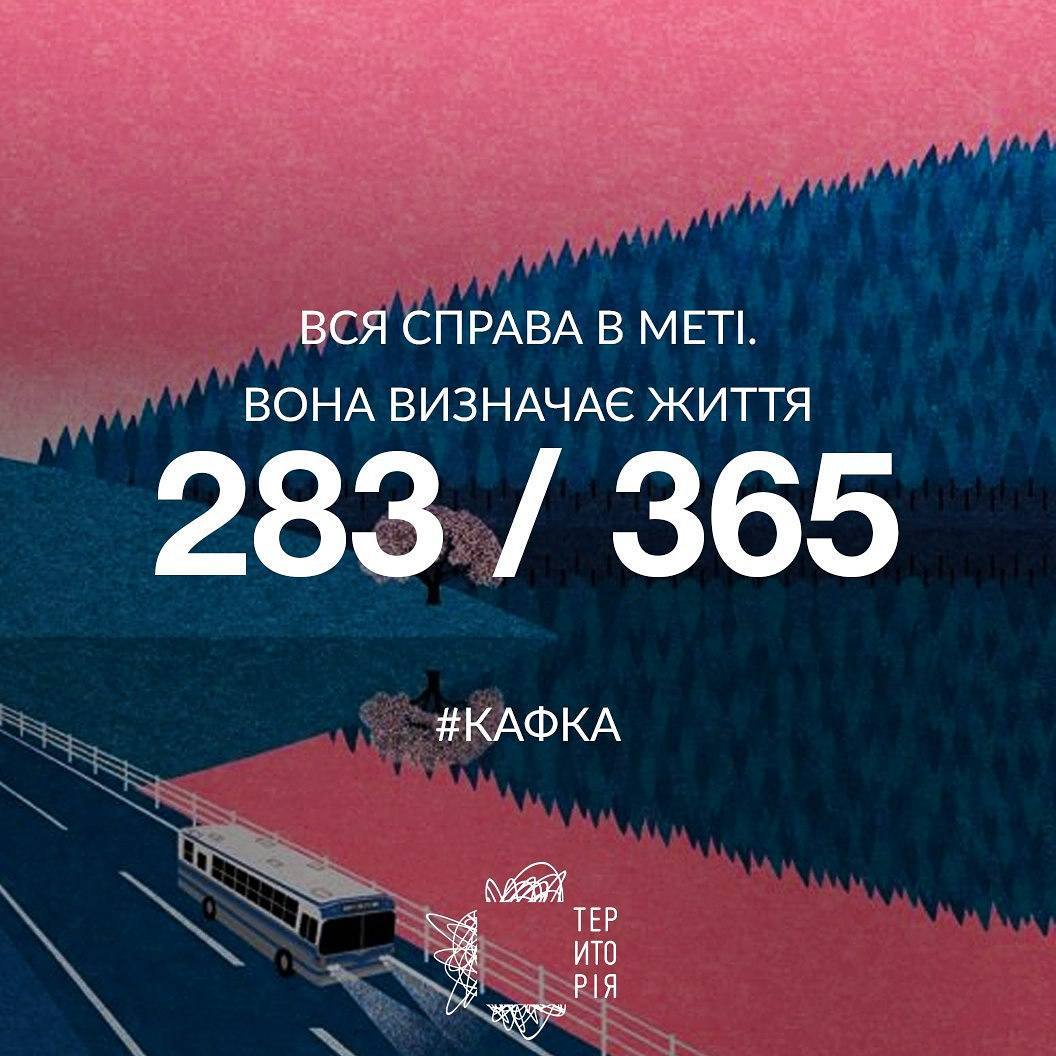 ВСЯ СПРАВА В МЕТІ.
ВОНА ВИЗНАЧАЄ ЖИТТЯ
283 / 365
#КАФКА
ТЕР
ИТО
РІЯ